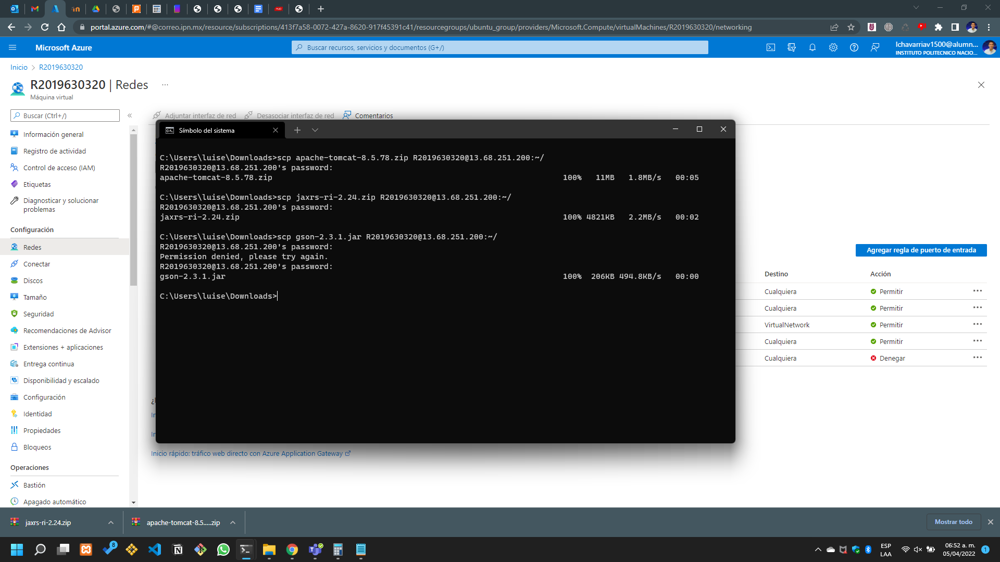 portal.azure.com/#@correo.ipn.mx/resource/subscriptions/413f7a58-0072-427a-8620-917f45391c41/resourcegroups/ubuntu_group/providers/Microsoft.Compute/virtualMachines/R2019630320/networking
Microsoft Azure
Buscar recursos, servicios y documentos (G+/)
lchavarriav1500@alumn...
INSTITUTO POLITECNICO NACIO...
Inicio > R2019630320
R2019630320 | Redes ...
Máquina virtual
Buscar (Ctrl+/)
Adjuntar interfaz de red
Desasociar interfaz de red
Comentarios
Información general
Registro de actividad
Control de acceso (IAM)
Etiquetas
Diagnosticar y solucionar
problemas
Configuración
Redes
Conectar
Discos
Tamaño
Seguridad
Recomendaciones de Advisor
Extensiones + aplicaciones
Entrega continua
Disponibilidad y escalado
Configuración
Identidad
Propiedades
Bloqueos
Operaciones
Bastión
Apagado automático
Símbolo del sistema
C:\Users\luise\Downloads>scp apache-tomcat-8.5.78.zip R2019630320@13.68.251.200:~/
R2019630320@13.68.251.200's password:
apache-tomcat-8.5.78.zip 100% 11MB 1.8MB/s 00:05
C:\Users\luise\Downloads>scp jaxrs-ri-2.24.zip R2019630320@13.68.251.200:~/
R2019630320@13.68.251.200's password:
jaxrs-ri-2.24.zip 100% 4821KB 2.2MB/s 00:02
C:\Users\luise\Downloads>scp gson-2.3.1.jar R2019630320@13.68.251.200:~/
R2019630320@13.68.251.200's password:
Permission denied, please try again.
R2019630320@13.68.251.200's password:
gson-2.3.1.jar 100% 206KB 494.8KB/s 00:00
C:\Users\luise\Downloads>
Agregar regla de puerto de entrada
Destino Acción
Cualquiera Permitir
Cualquiera Permitir
VirtualNetwork Permitir
Cualquiera Permitir
Cualquiera Denegar
Inicio rápido: tráfico web directo con Azure Application Gateway
jaxrs-ri-2.24.zip
apache-tomcat-8.5.....zip
Mostrar todo
8
ESP
LAA
06:52 a. m.
05/04/2022
1